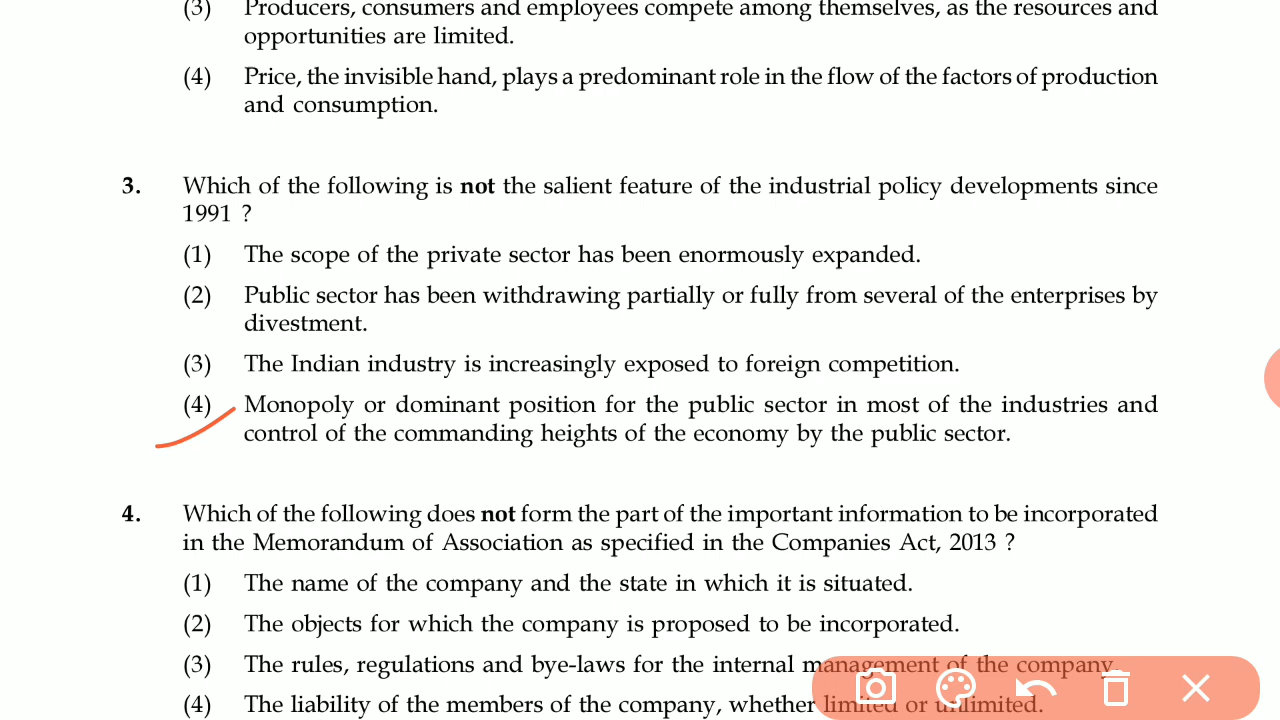 (3) Producers, consumers and employees compete among themselves, as the resources and
opportunities are limited.
(4) Price, the invisible hand, plays a predominant role in the flow of the factors of production
and consumption.
3. Which of the following is not the salient feature of the industrial policy developments since
1991 ?
(1) The scope of the private sector has been enormously expanded.
(2) Public sector has been withdrawing partially or fully from several of the enterprises by
divestment.
(3) The Indian industry is increasingly exposed to foreign competition.
(4) Monopoly or dominant position for the public sector in most of the industries and
control of the commanding heights of the economy by the public sector.
4. Which of the following does not form the part of the important information to be incorporated
in the Memorandum of Association as specified in the Companies Act, 2013 ?
(1) The name of the company and the state in which it is situated.
(2) The objects for which the company is proposed to be incorporated.
(3) The rules, regulations and bye-laws for the internal management of the company.
(4) The liability of the members of the company, whether limited or unlimited.